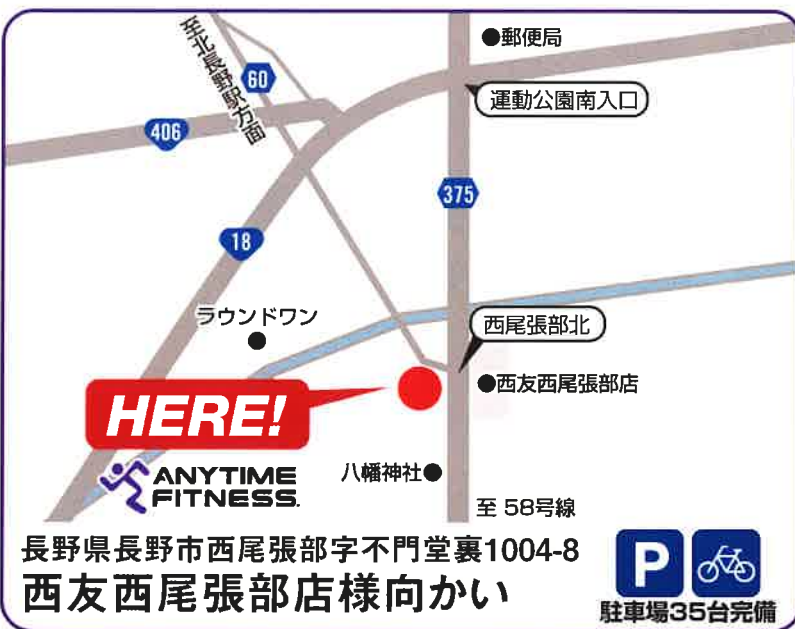 至北長野駅方面
60
●郵便局
運動公園南入口
406
375
18
ラウンドワン
西尾張部北
●西友西尾張部店
HERE!
ANYTIME
FITNESS.
八幡神社●
至 58号線
長野県長野市西尾張部字不門堂裏1004-8
西友西尾張部店様向かい
P
駐車場35台完備